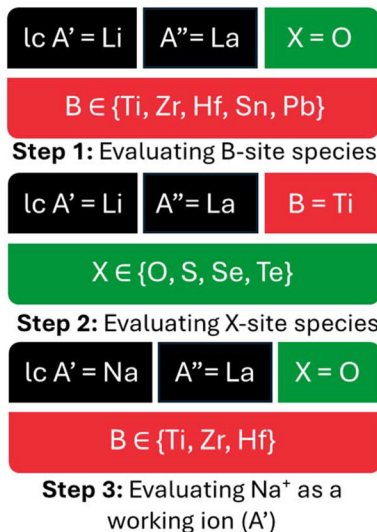 lc A' = Li A''= La X = O
B ∈ {Ti, Zr, Hf, Sn, Pb}
Step 1: Evaluating B-site species
lc A' = Li A''= La B = Ti
X ∈ {O, S, Se, Te}
Step 2: Evaluating X-site species
lc A' = Na A''= La X = O
B ∈ {Ti, Zr, Hf}
Step 3: Evaluating Na⁺ as a
working ion (A')